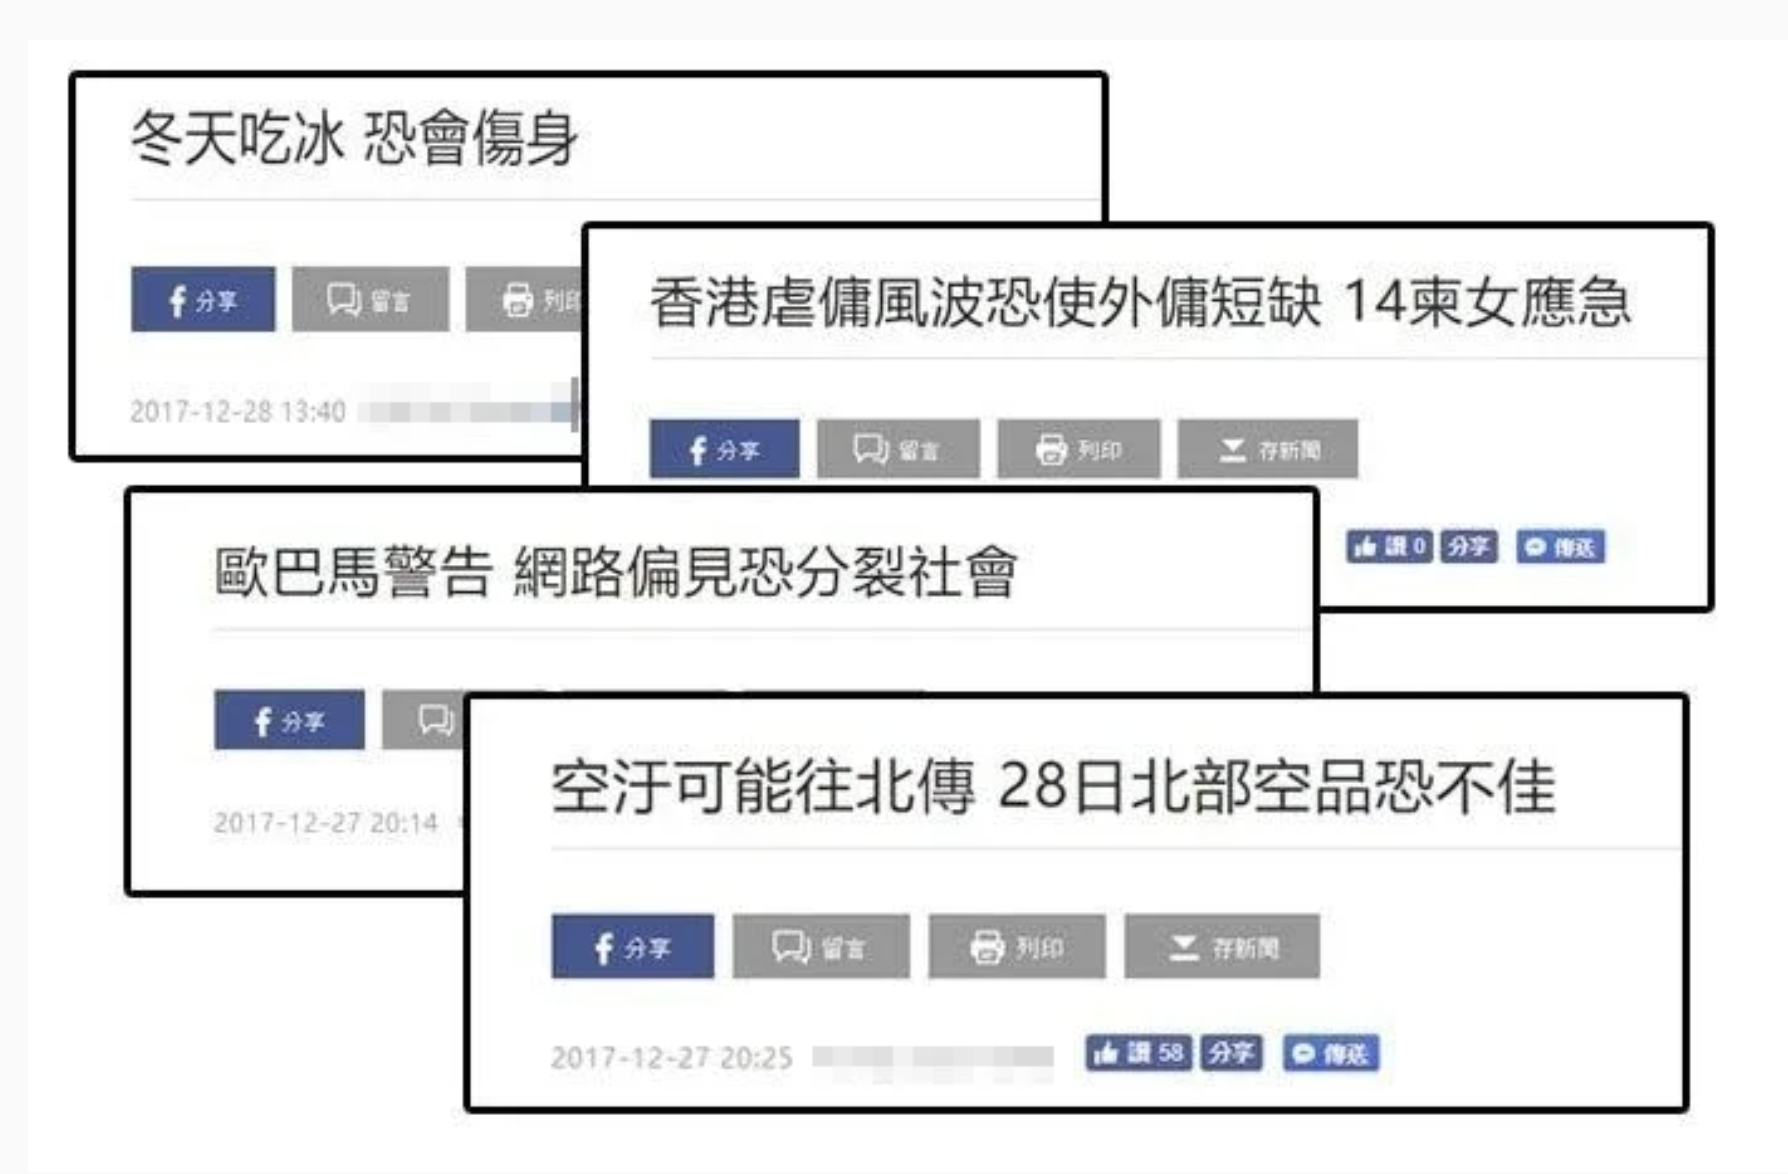 冬天吃冰 恐會傷身
分享 留言 列印
2017-12-28 13:40
香港虐傭風波恐使外傭短缺 14柬女應急
分享 留言 列印 存新聞
讚 0 分享 傳送
歐巴馬警告 網路偏見恐分裂社會
分享
2017-12-27 20:14
空汙可能往北傳 28日北部空品恐不佳
分享 留言 列印 存新聞
2017-12-27 20:25 讚 58 分享 傳送